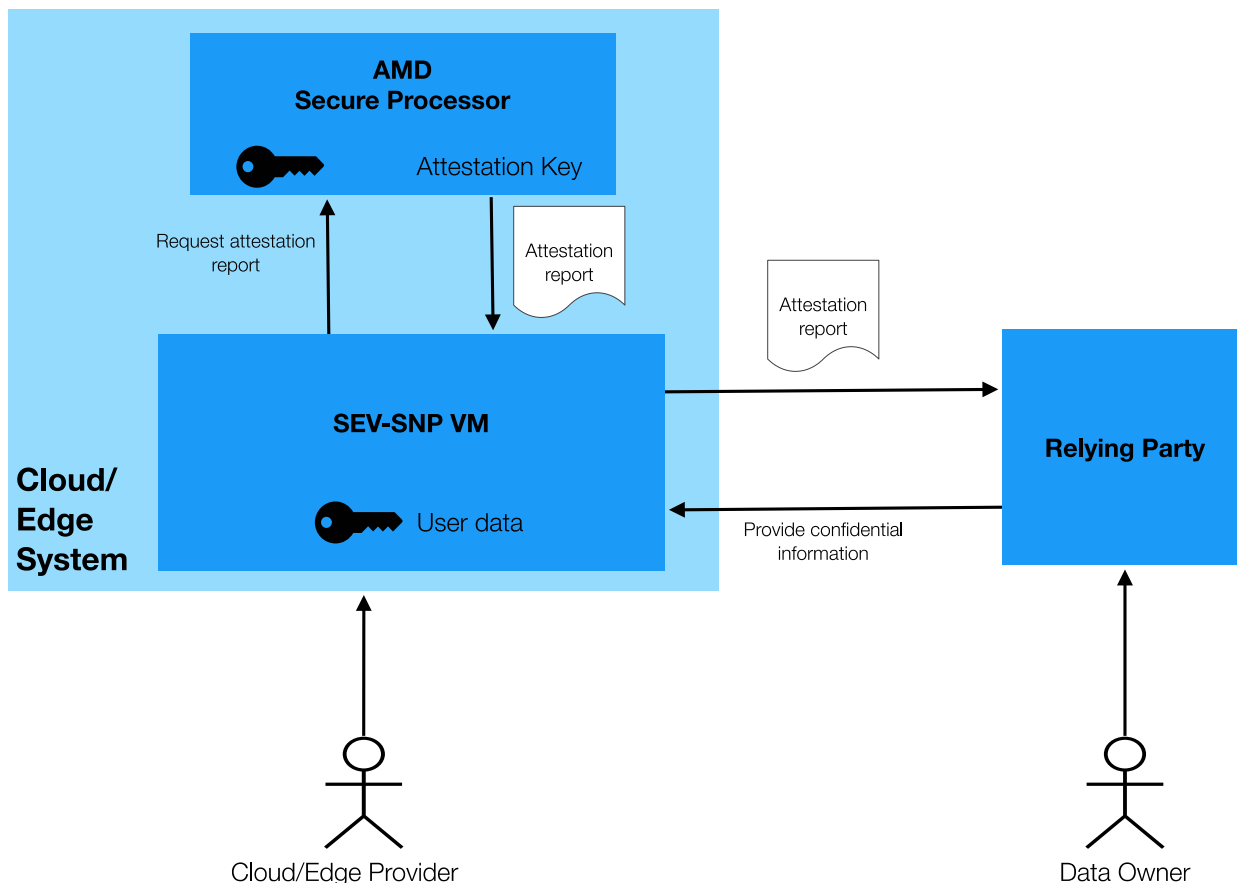 AMD
Secure Processor
Attestation Key
Request attestation
report
Attestation
report
Attestation
report
SEV-SNP VM
Relying Party
Cloud/
Edge
System
User data
Provide confidential
information
Cloud/Edge Provider
Data Owner